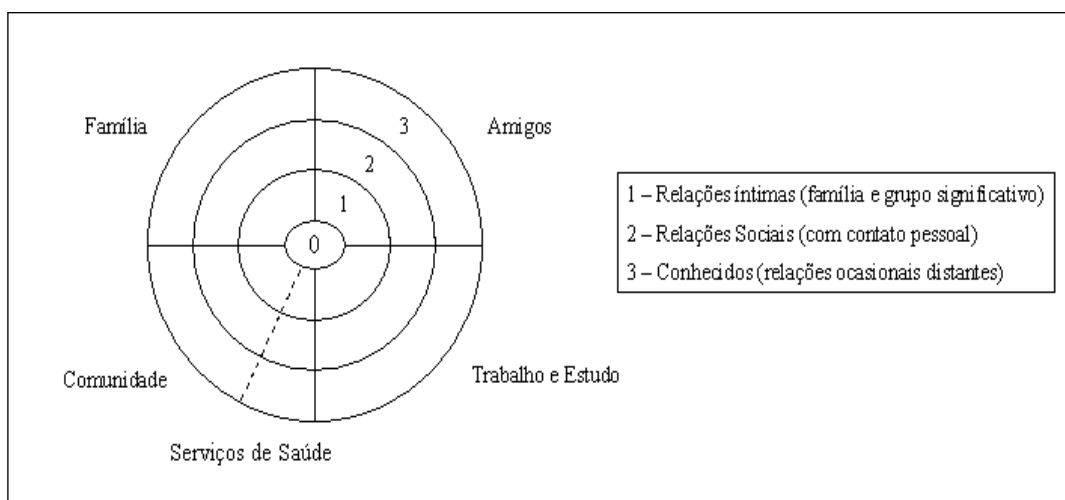 Família
3
Amigos
2
1
0
Comunidade
Trabalho e Estudo
Serviços de Saúde
1 – Relações íntimas (família e grupo significativo)
2 – Relações Sociais (com contato pessoal)
3 – Conhecidos (relações ocasionais distantes)